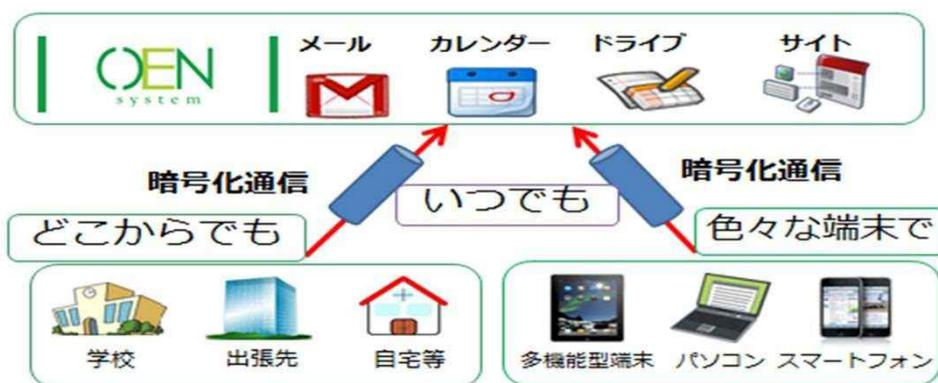 OEN
system
メール
カレンダー
ドライブ
サイト
暗号化通信
いつでも
暗号化通信
どこからでも
色々な端末で
学校
出張先
自宅等
多機能型端末
パソコン
スマートフォン